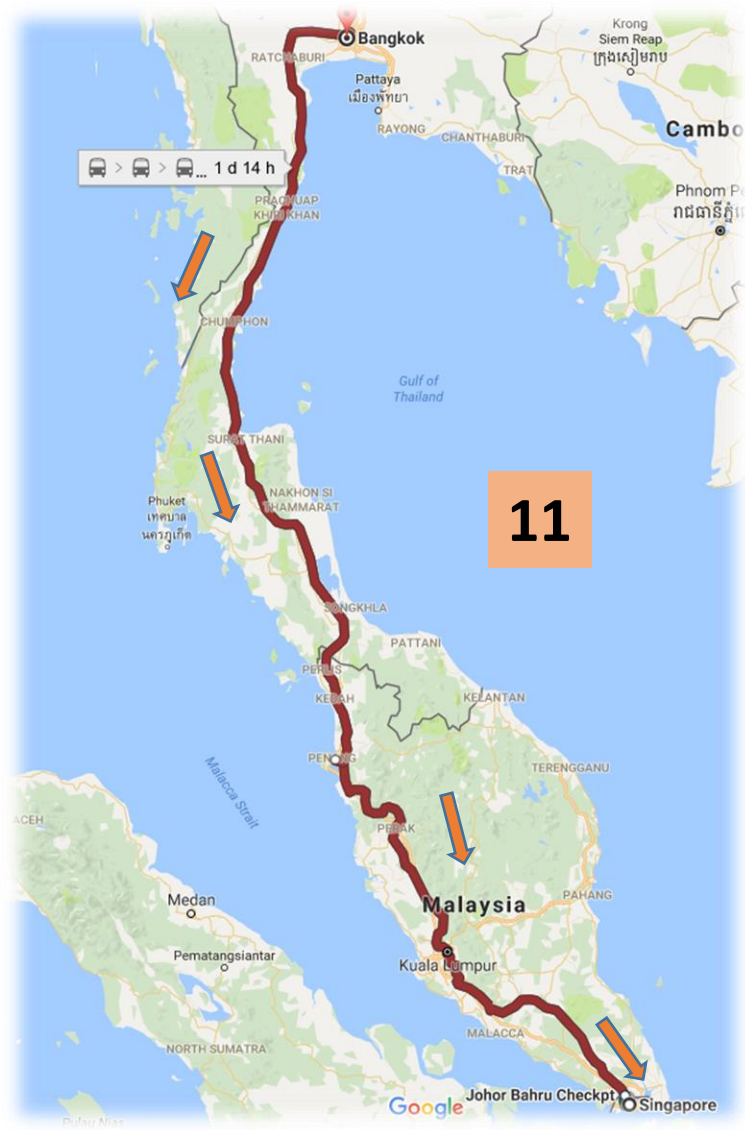 Krong
Siem Reap
ក្រុងសៀមរាប
Bangkok
RATCHABURI
Pattaya
เมืองพัทยา
RAYONG
CHANTHABURI
Cambo
TRAT
1 d 14 h
PRACHUAP
KHIRI KHAN
Phnom Pe
CHUMPHON
Gulf of
Thailand
SURAT THANI
NAKHON SI
THAMMARAT
Phuket
เทศบาล
นครภูเก็ต
11
SONGKHLA
PATTANI
PERLIS
KEDAH
KELANTAN
PENANG
TERENGGANU
Malacca Strait
ACEH
PERAK
Medan
Malaysia
PAHANG
Pematangsiantar
Kuala Lumpur
MALACCA
NORTH SUMATRA
Johor Bahru Checkpt
Singapore
Google
Pulau Nias